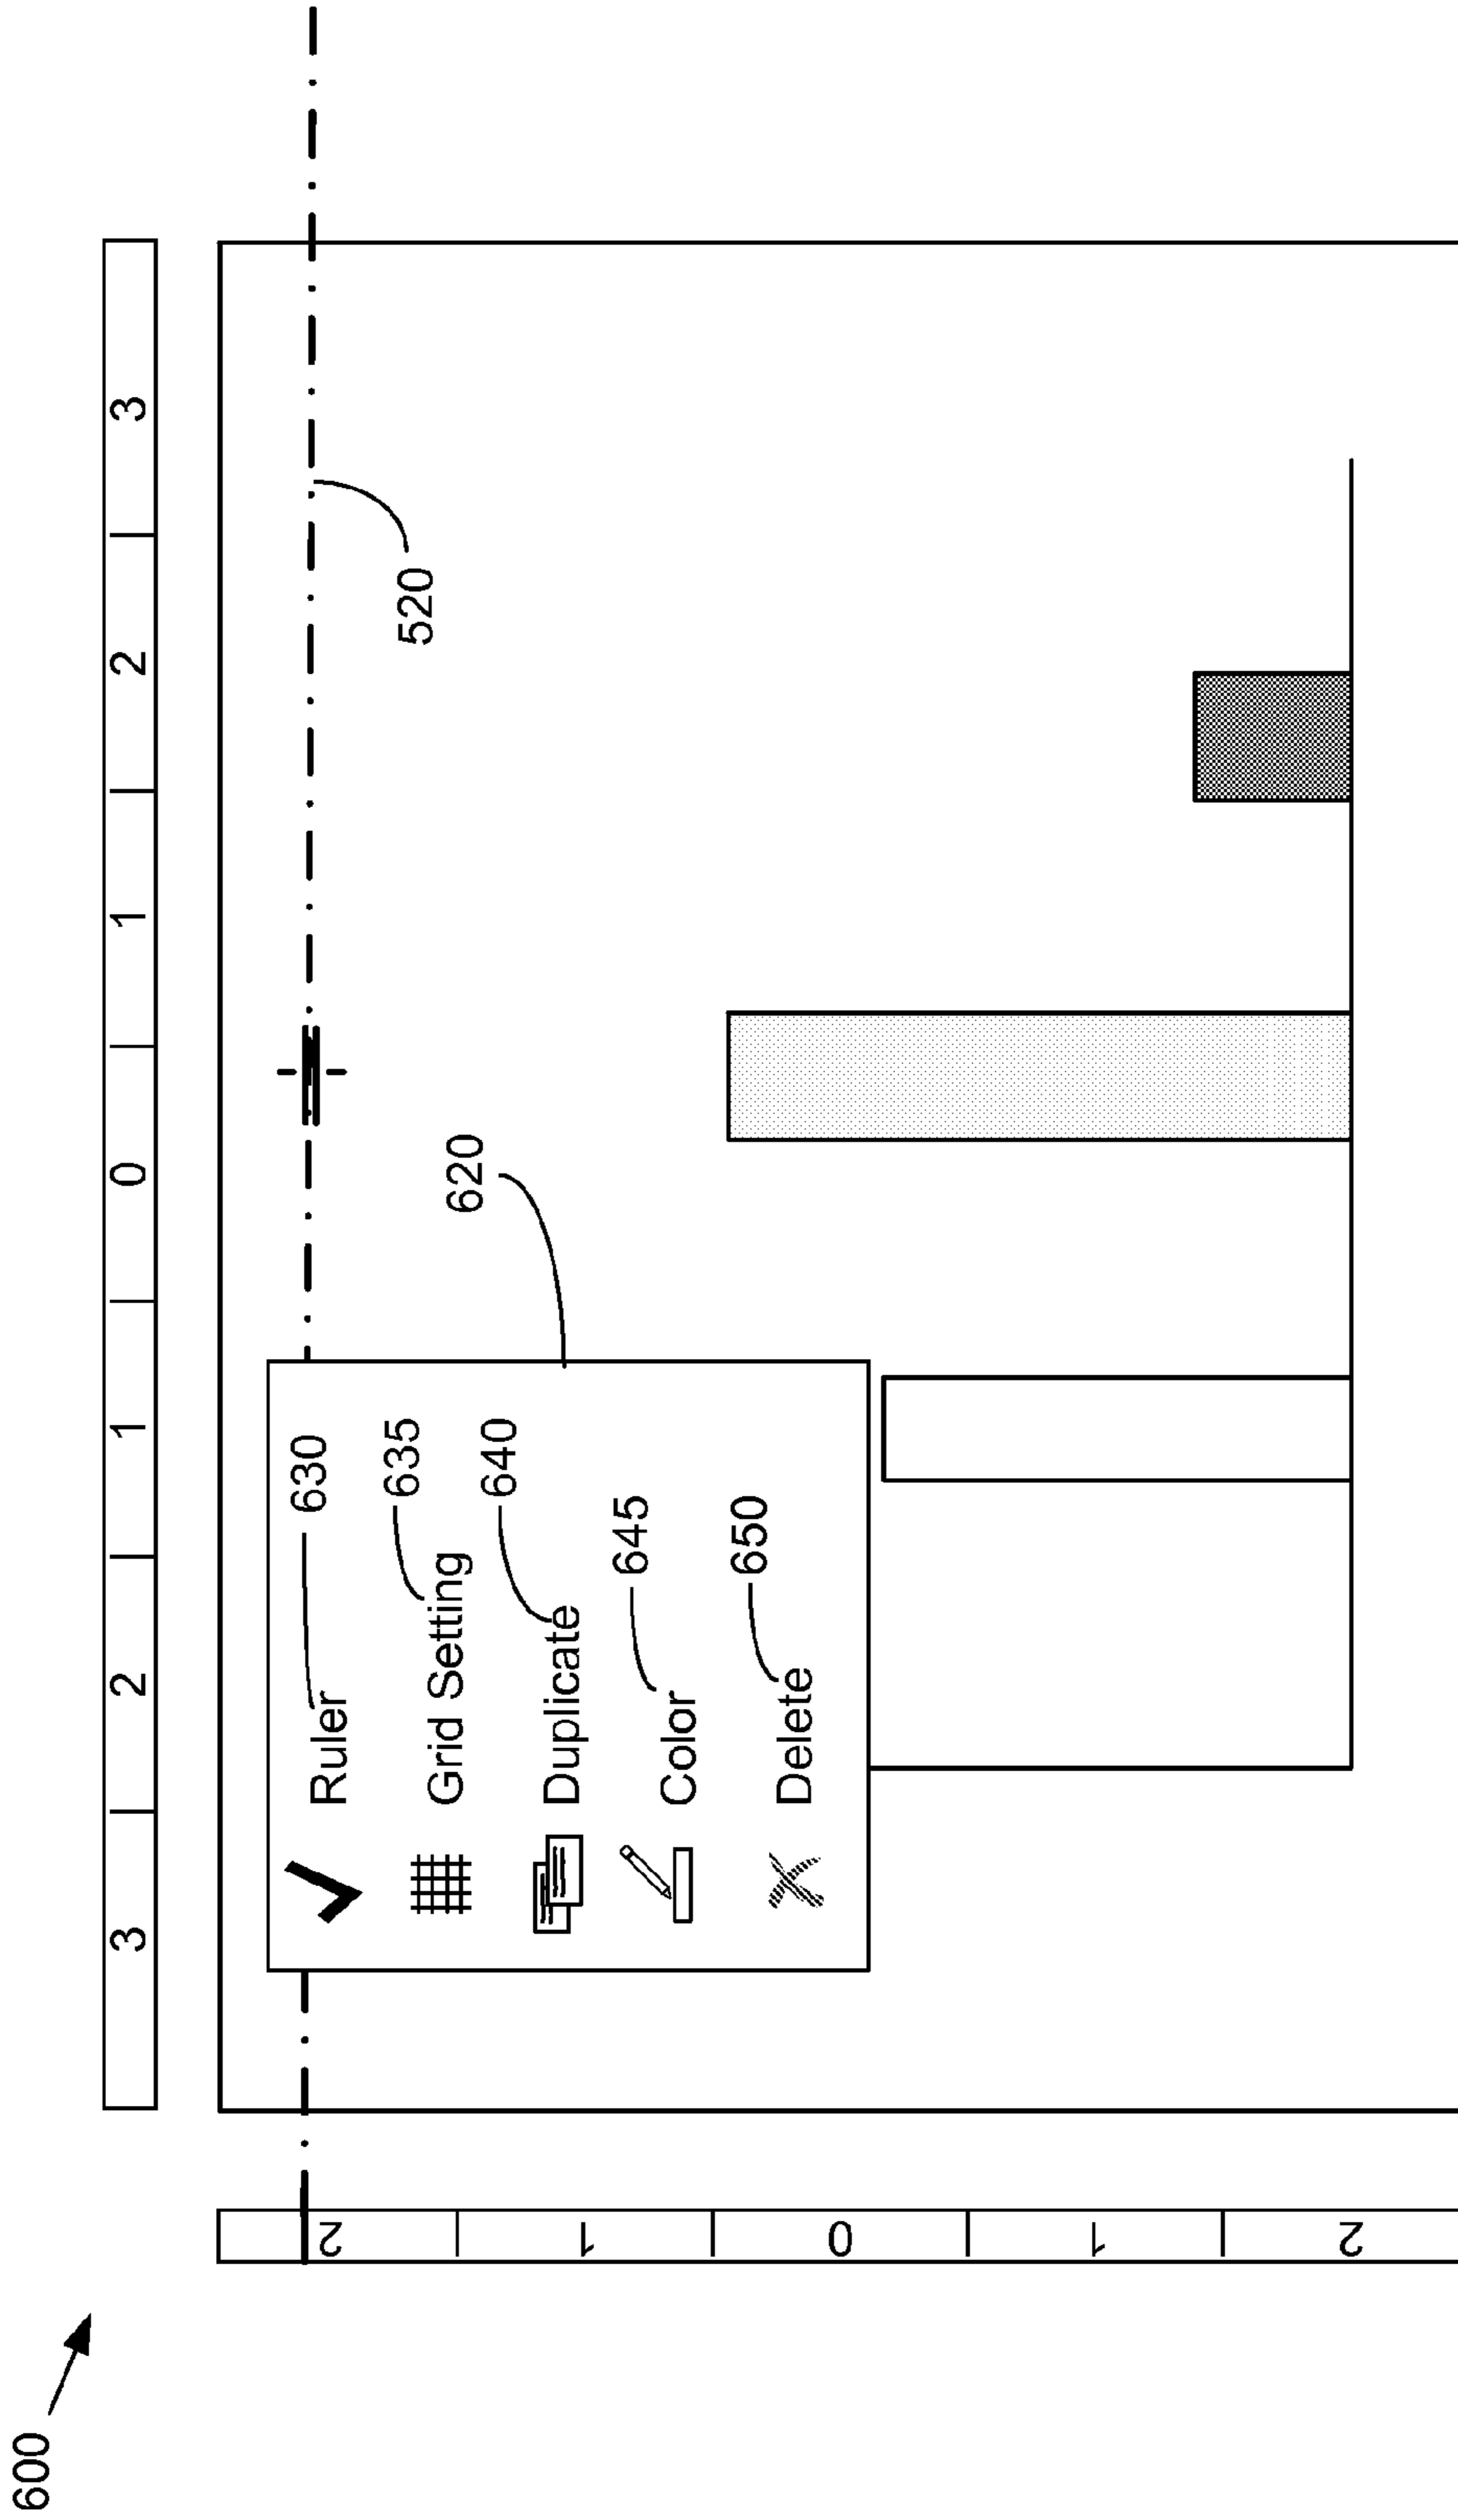 600
3 2 1 0 1 2 3
520
620
Ruler 630
Grid Setting 635
Duplicate 640
Color 645
Delete 650
2
1
0
1
2